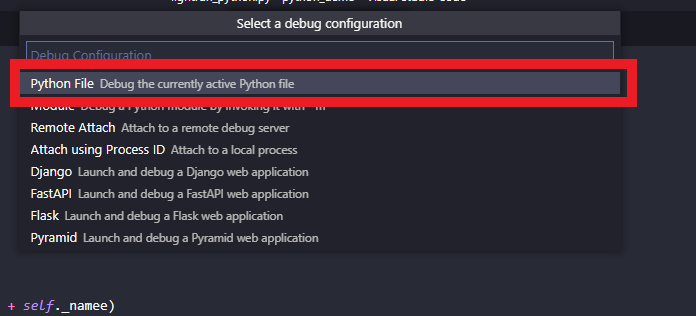 Select a debug configuration
Debug Configuration
Python File Debug the currently active Python file
Module Debug a Python module by invoking it with '-m'
Remote Attach Attach to a remote debug server
Attach using Process ID Attach to a local process
Django Launch and debug a Django web application
FastAPI Launch and debug a FastAPI web application
Flask Launch and debug a Flask web application
Pyramid Launch and debug a Pyramid web application
+ self._namee)